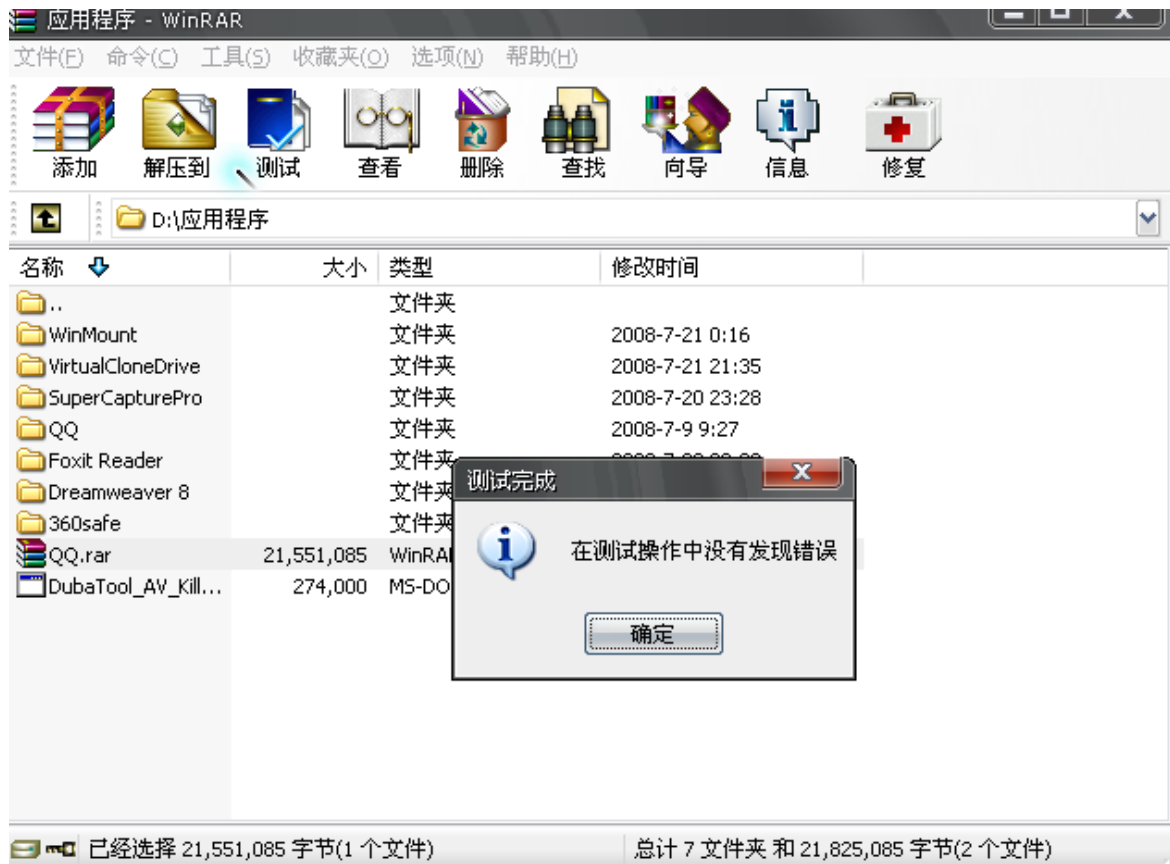 应用程序 - WinRAR
文件(F) 命令(C) 工具(S) 收藏夹(O) 选项(N) 帮助(H)
添加 解压到 测试 查看 删除 查找 向导 信息 修复
D:\应用程序
名称 大小 类型 修改时间
.. 文件夹
WinMount 文件夹 2008-7-21 0:16
VirtualCloneDrive 文件夹 2008-7-21 21:35
SuperCapturePro 文件夹 2008-7-20 23:28
QQ 文件夹 2008-7-9 9:27
Foxit Reader 文件夹
Dreamweaver 8 文件夹
360safe 文件夹
QQ.rar 21,551,085 WinRA
DubaTool_AV_Kill... 274,000 MS-DO
测试完成
在测试操作中没有发现错误
确定
已经选择 21,551,085 字节(1 个文件) 总计 7 文件夹 和 21,825,085 字节(2 个文件)